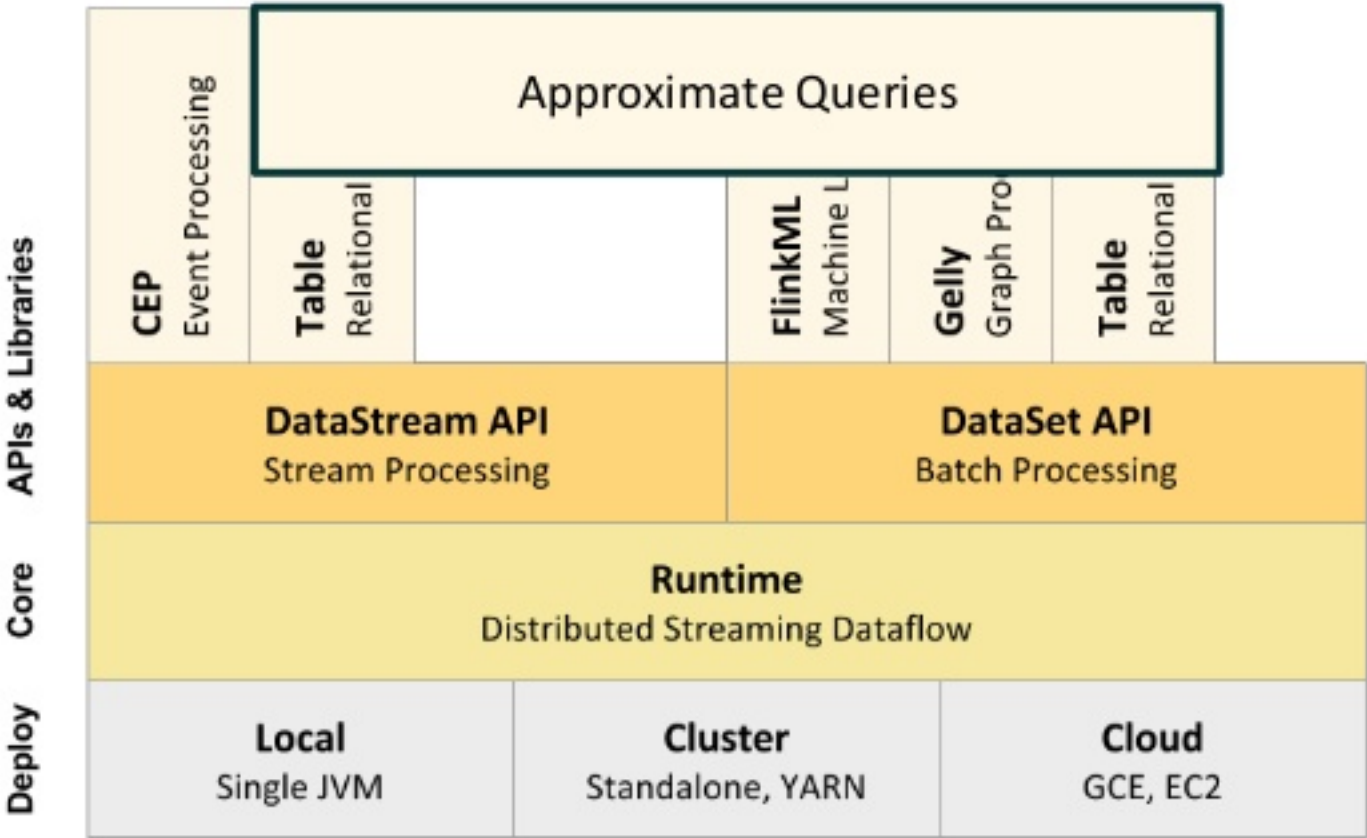 Approximate Queries
CEP
Event Processing
Table
Relational
FlinkML
Machine
Gelly
Graph
Table
Relational
APIs & Libraries
DataStream API
Stream Processing
DataSet API
Batch Processing
Core
Runtime
Distributed Streaming Dataflow
Deploy
Local
Single JVM
Cluster
Standalone, YARN
Cloud
GCE, EC2